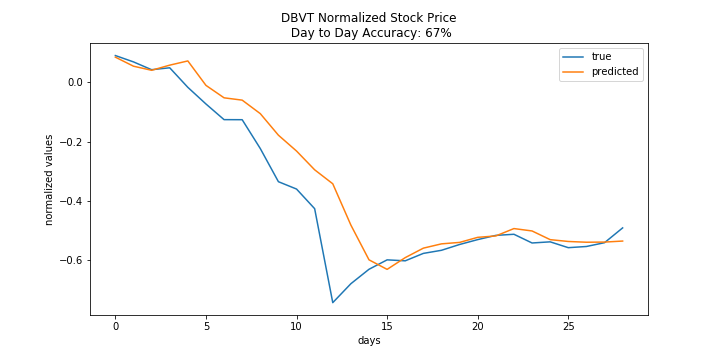 DBVT Normalized Stock Price
Day to Day Accuracy: 67%
true
predicted
normalized values
0.0
−0.2
−0.4
−0.6
0
5
10
15
20
25
days